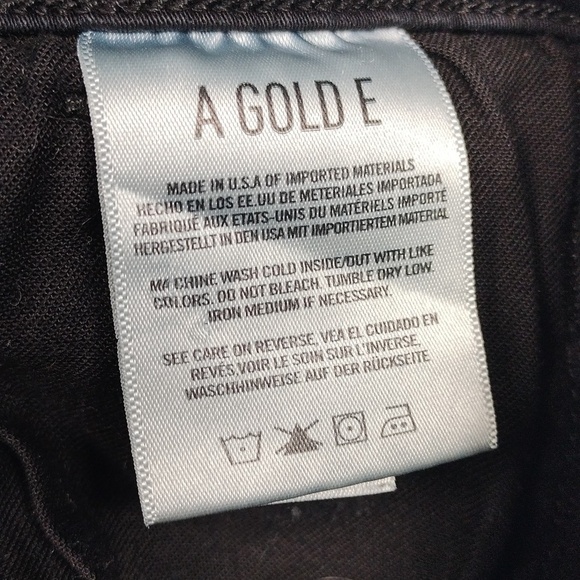 A GOLD E
MADE IN U.S.A OF IMPORTED MATERIALS
HECHO EN LOS EE.UU DE METERIALES IMPORTADA
FABRIQUÉ AUX ETATS-UNIS DU MATÉRIELS IMPORTÉ
HERGESTELLT IN DEN USA MIT IMPORTIERTEM MATERIAL
MACHINE WASH COLD INSIDE/OUT WITH LIKE
COLORS. DO NOT BLEACH. TUMBLE DRY LOW.
IRON MEDIUM IF NECESSARY.
SEE CARE ON REVERSE, VEA EL CUIDADO EN
REVÉS, VOIR LE SOIN SUR L'INVERSE,
WASCHHINWEISE AUF DER RÜCKSEITE